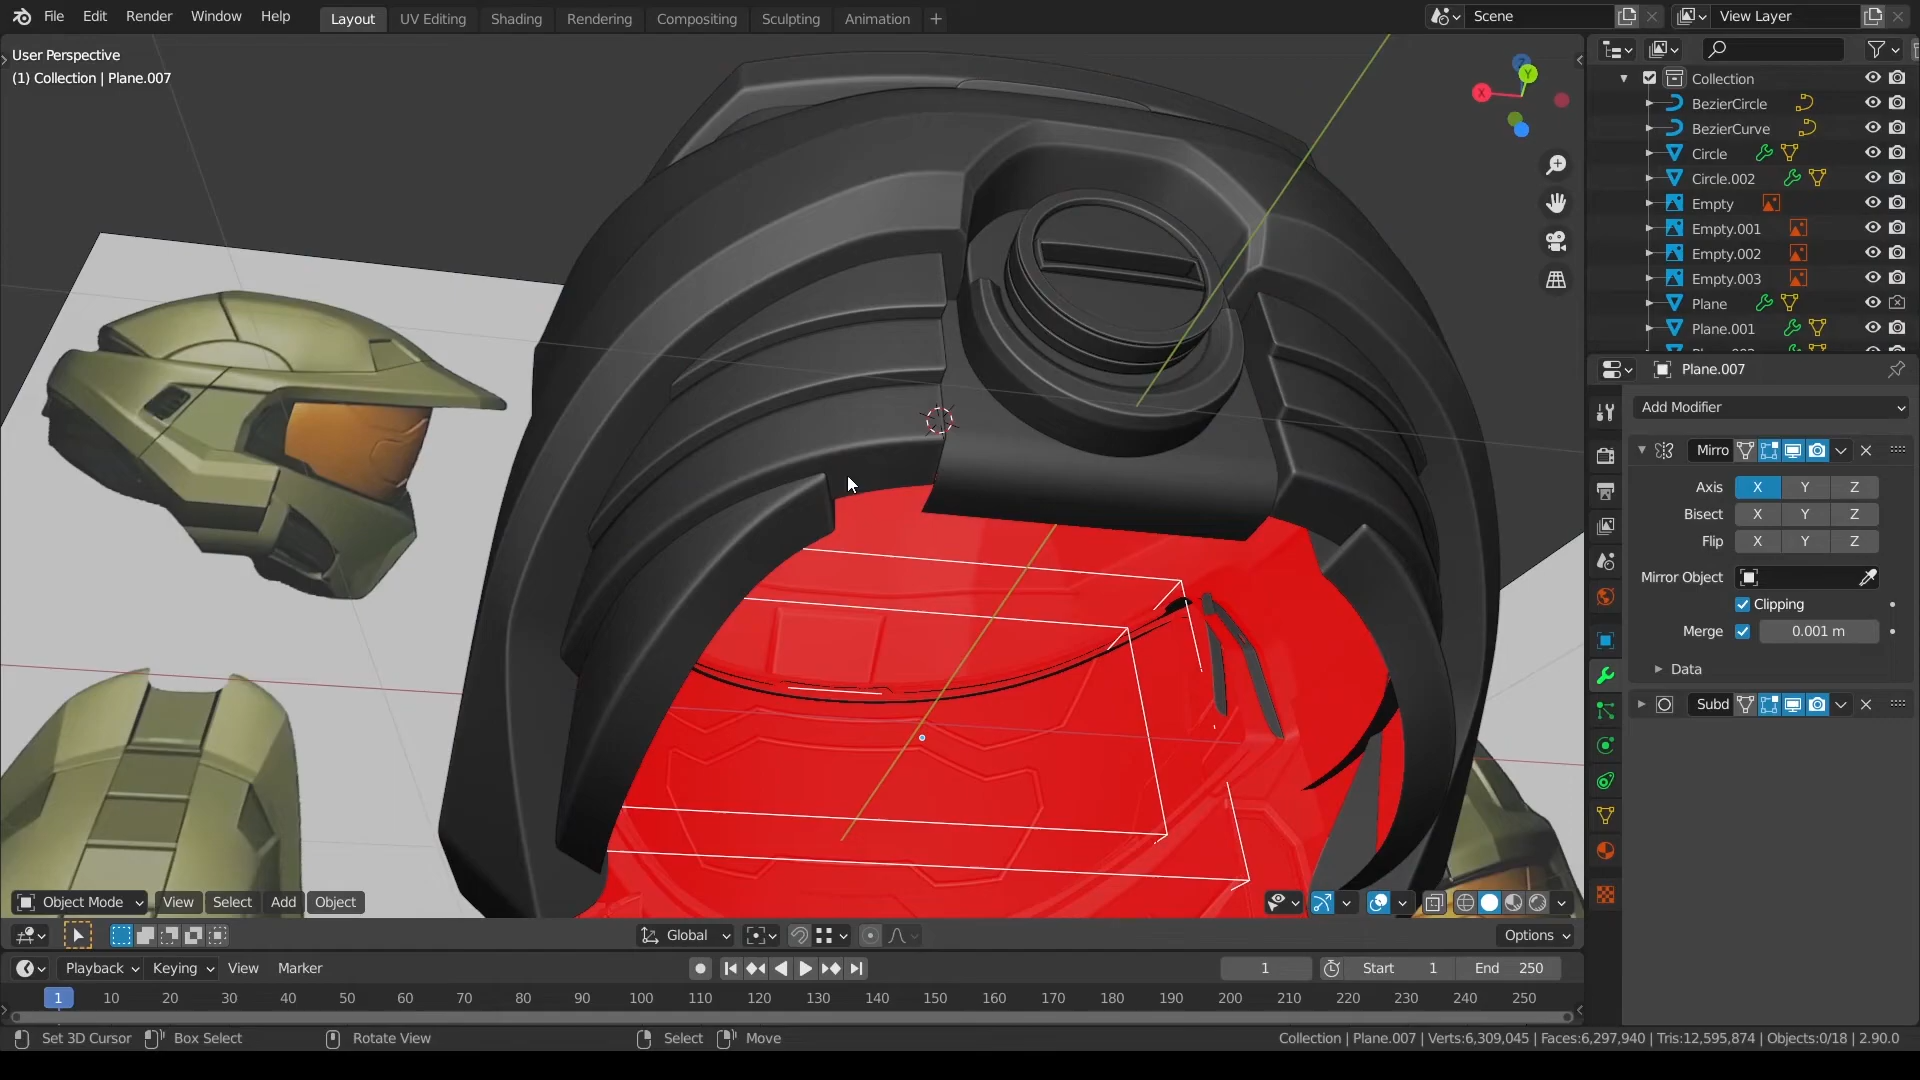 File Edit Render Window Help Layout UV Editing Shading Rendering Compositing Sculpting Animation + Scene View Layer
User Perspective
(1) Collection | Plane.007
X Y Z
Collection
BezierCircle
BezierCurve
Circle
Circle.002
Empty
Empty.001
Empty.002
Empty.003
Plane
Plane.001
Plane.007
Add Modifier
Mirro
Axis X Y Z
Bisect X Y Z
Flip X Y Z
Mirror Object
Clipping
Merge 0.001 m
Data
Subd
Object Mode View Select Add Object
Global Options
Playback Keying View Marker 1 Start 1 End 250
1 10 20 30 40 50 60 70 80 90 100 110 120 130 140 150 160 170 180 190 200 210 220 230 240 250
Set 3D Cursor Box Select Rotate View Select Move Collection | Plane.007 | Verts:6,309,045 | Faces:6,297,940 | Tris:12,595,874 | Objects:0/18 | 2.90.0